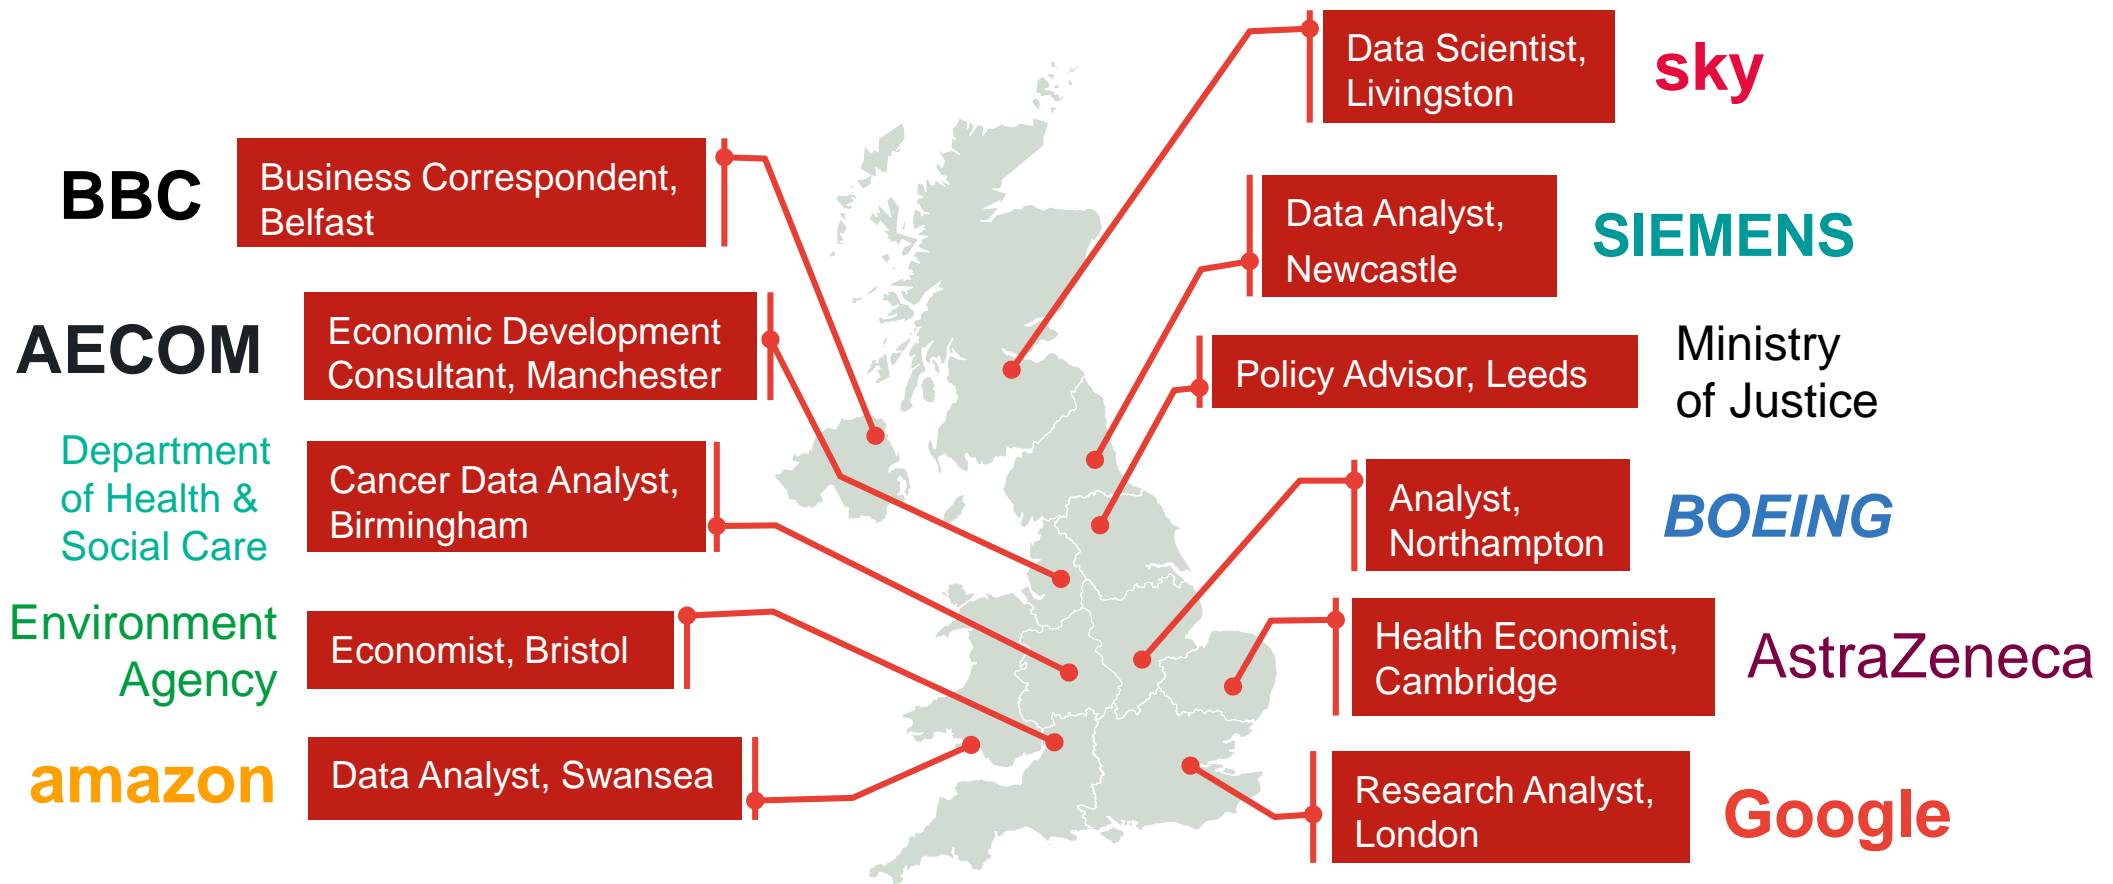 BBC
Business Correspondent,
Belfast
AECOM
Economic Development
Consultant, Manchester
Department
of Health &
Social Care
Cancer Data Analyst,
Birmingham
Environment
Agency
Economist, Bristol
amazon
Data Analyst, Swansea
Data Scientist,
Livingston
sky
Data Analyst,
Newcastle
SIEMENS
Policy Advisor, Leeds
Ministry
of Justice
Analyst,
Northampton
BOEING
Health Economist,
Cambridge
AstraZeneca
Research Analyst,
London
Google